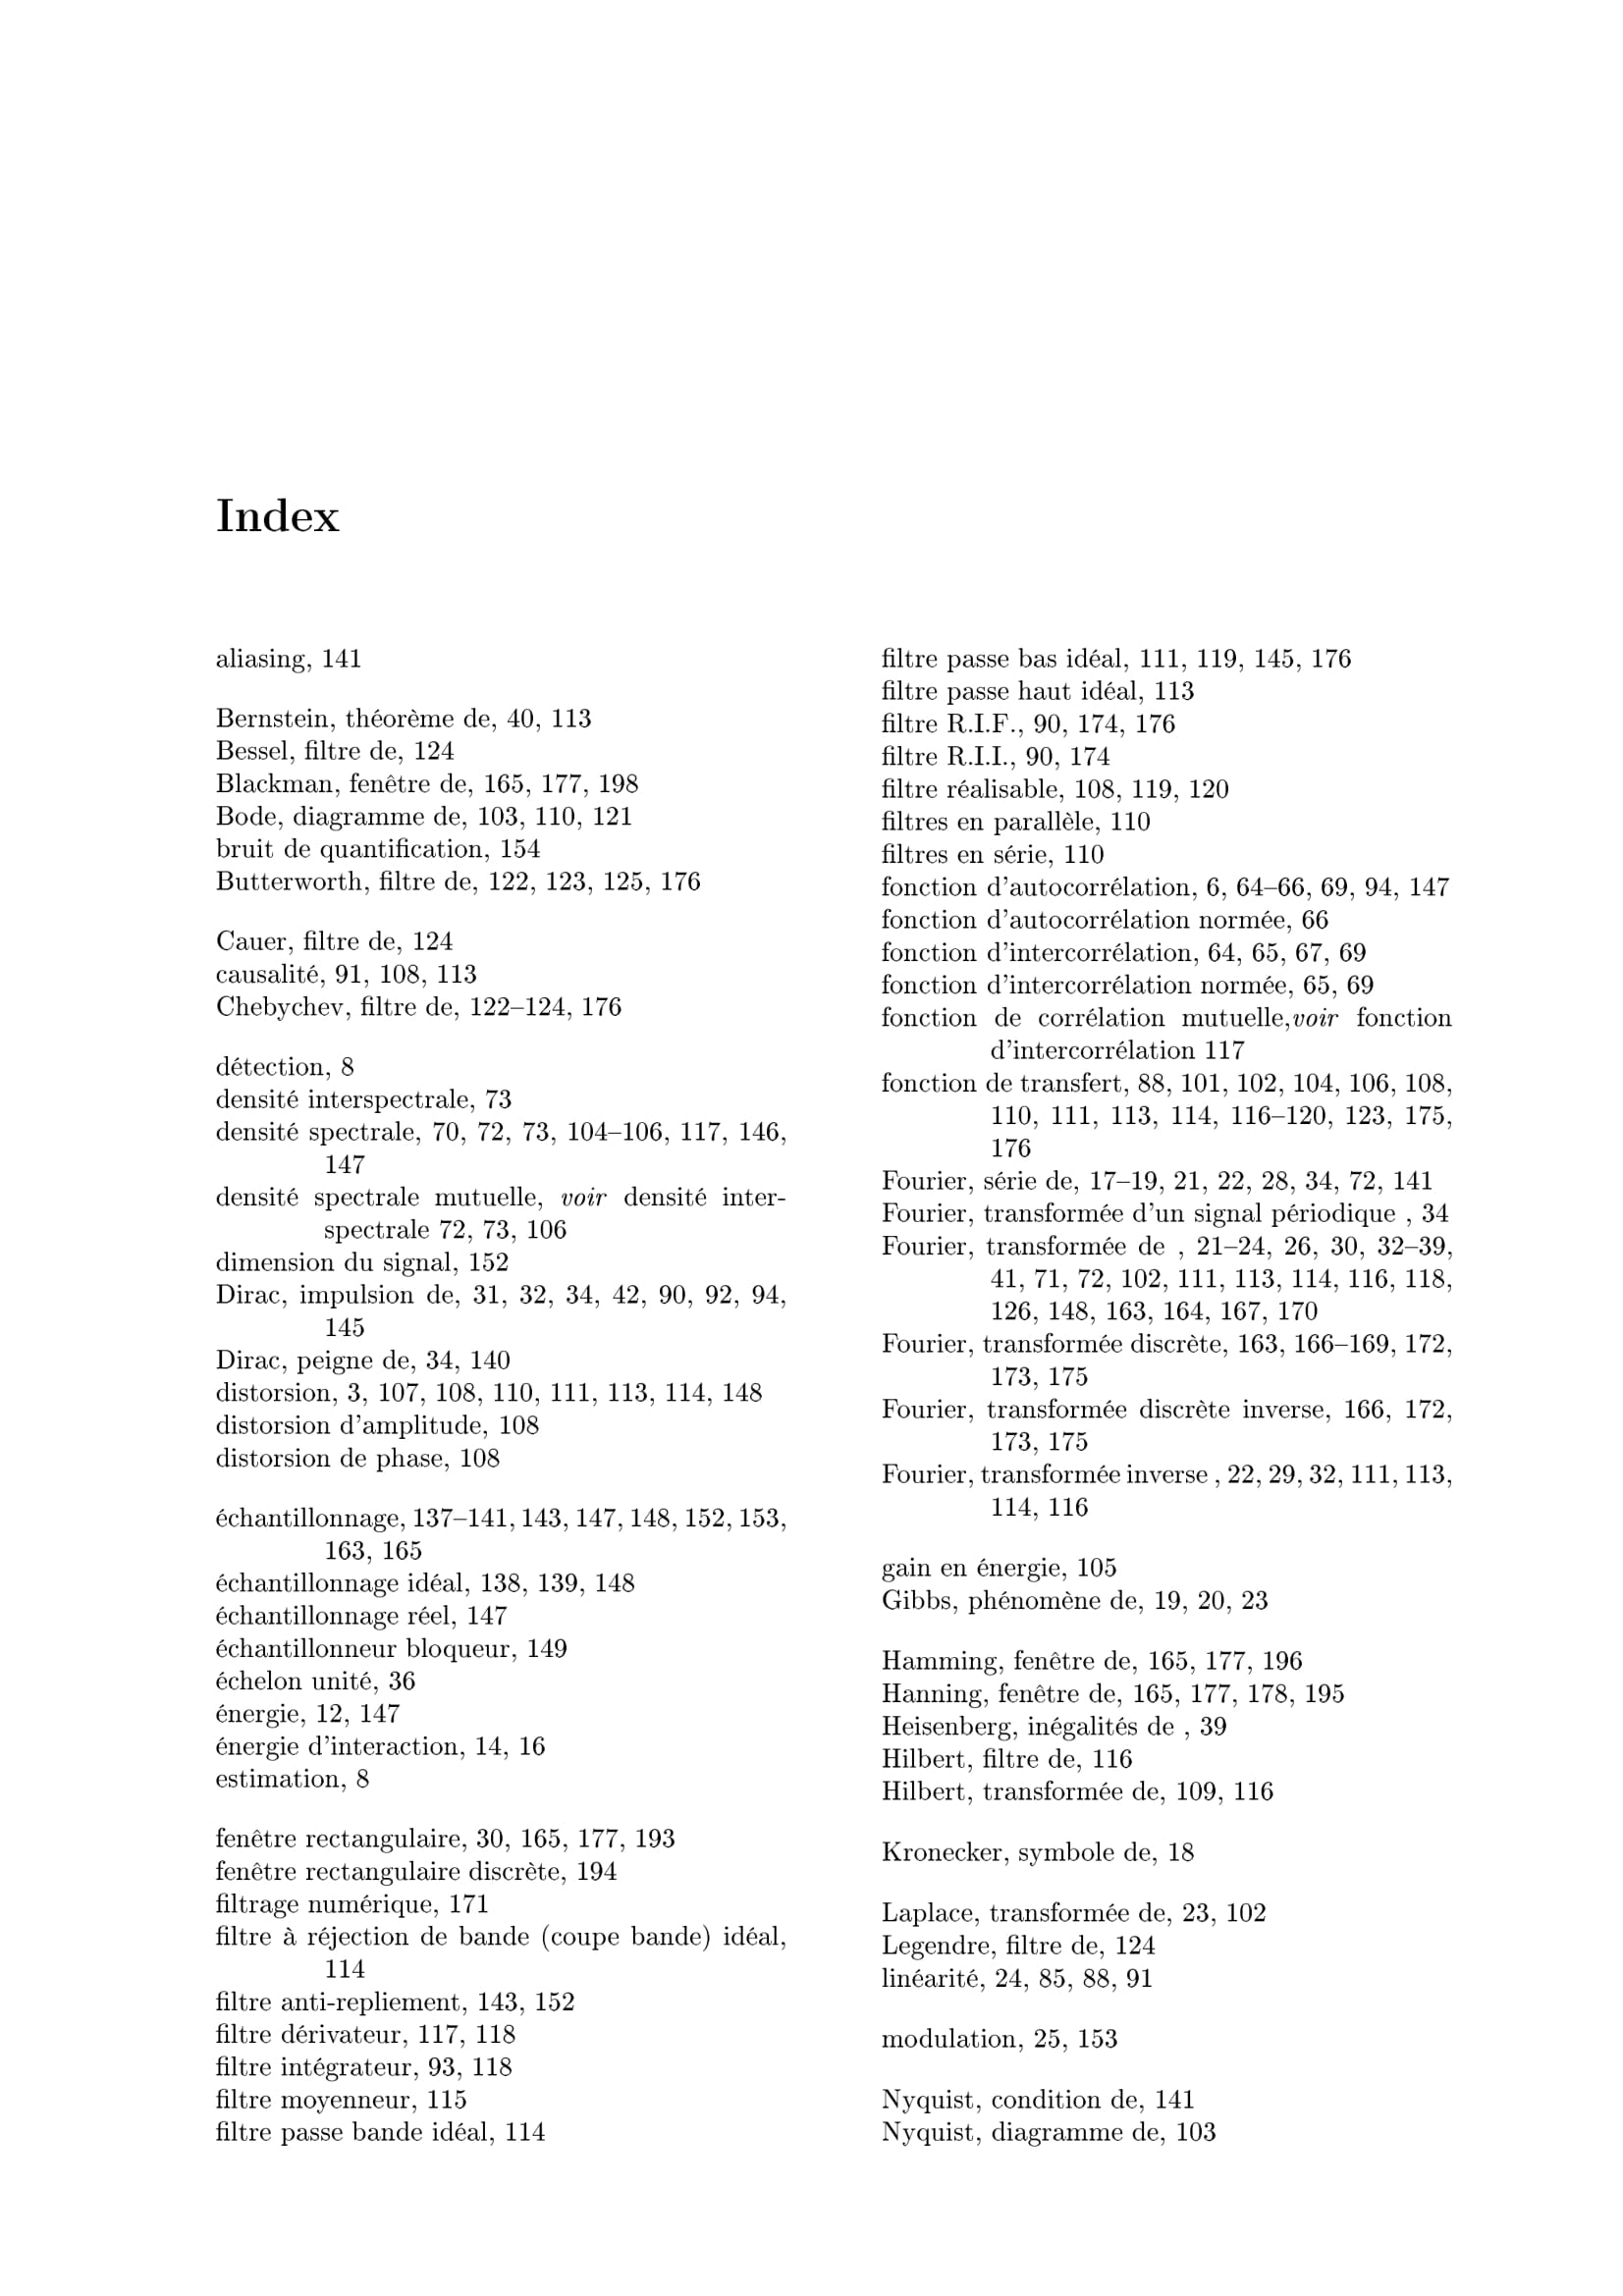 Index
aliasing, 141
Bernstein, théorème de, 40, 113
Bessel, filtre de, 124
Blackman, fenêtre de, 165, 177, 198
Bode, diagramme de, 103, 110, 121
bruit de quantification, 154
Butterworth, filtre de, 122, 123, 125, 176
Cauer, filtre de, 124
causalité, 91, 108, 113
Chebychev, filtre de, 122–124, 176
détection, 8
densité interspectrale, 73
densité spectrale, 70, 72, 73, 104–106, 117, 146,
147
densité spectrale mutuelle, voir densité inter-
spectrale 72, 73, 106
dimension du signal, 152
Dirac, impulsion de, 31, 32, 34, 42, 90, 92, 94,
145
Dirac, peigne de, 34, 140
distorsion, 3, 107, 108, 110, 111, 113, 114, 148
distorsion d'amplitude, 108
distorsion de phase, 108
échantillonnage, 137–141, 143, 147, 148, 152, 153,
163, 165
échantillonnage idéal, 138, 139, 148
échantillonnage réel, 147
échantillonneur bloqueur, 149
échelon unité, 36
énergie, 12, 147
énergie d'interaction, 14, 16
estimation, 8
fenêtre rectangulaire, 30, 165, 177, 193
fenêtre rectangulaire discrète, 194
filtrage numérique, 171
filtre à réjection de bande (coupe bande) idéal,
114
filtre anti-repliement, 143, 152
filtre dérivateur, 117, 118
filtre intégrateur, 93, 118
filtre moyenneur, 115
filtre passe bande idéal, 114
filtre passe bas idéal, 111, 119, 145, 176
filtre passe haut idéal, 113
filtre R.I.F., 90, 174, 176
filtre R.I.I., 90, 174
filtre réalisable, 108, 119, 120
filtres en parallèle, 110
filtres en série, 110
fonction d'autocorrélation, 6, 64–66, 69, 94, 147
fonction d'autocorrélation normée, 66
fonction d'intercorrélation, 64, 65, 67, 69
fonction d'intercorrélation normée, 65, 69
fonction de corrélation mutuelle,voir fonction
d'intercorrélation 117
fonction de transfert, 88, 101, 102, 104, 106, 108,
110, 111, 113, 114, 116–120, 123, 175,
176
Fourier, série de, 17–19, 21, 22, 28, 34, 72, 141
Fourier, transformée d'un signal périodique , 34
Fourier, transformée de , 21–24, 26, 30, 32–39,
41, 71, 72, 102, 111, 113, 114, 116, 118,
126, 148, 163, 164, 167, 170
Fourier, transformée discrète, 163, 166–169, 172,
173, 175
Fourier, transformée discrète inverse, 166, 172,
173, 175
Fourier, transformée inverse , 22, 29, 32, 111, 113,
114, 116
gain en énergie, 105
Gibbs, phénomène de, 19, 20, 23
Hamming, fenêtre de, 165, 177, 196
Hanning, fenêtre de, 165, 177, 178, 195
Heisenberg, inégalités de , 39
Hilbert, filtre de, 116
Hilbert, transformée de, 109, 116
Kronecker, symbole de, 18
Laplace, transformée de, 23, 102
Legendre, filtre de, 124
linéarité, 24, 85, 88, 91
modulation, 25, 153
Nyquist, condition de, 141
Nyquist, diagramme de, 103